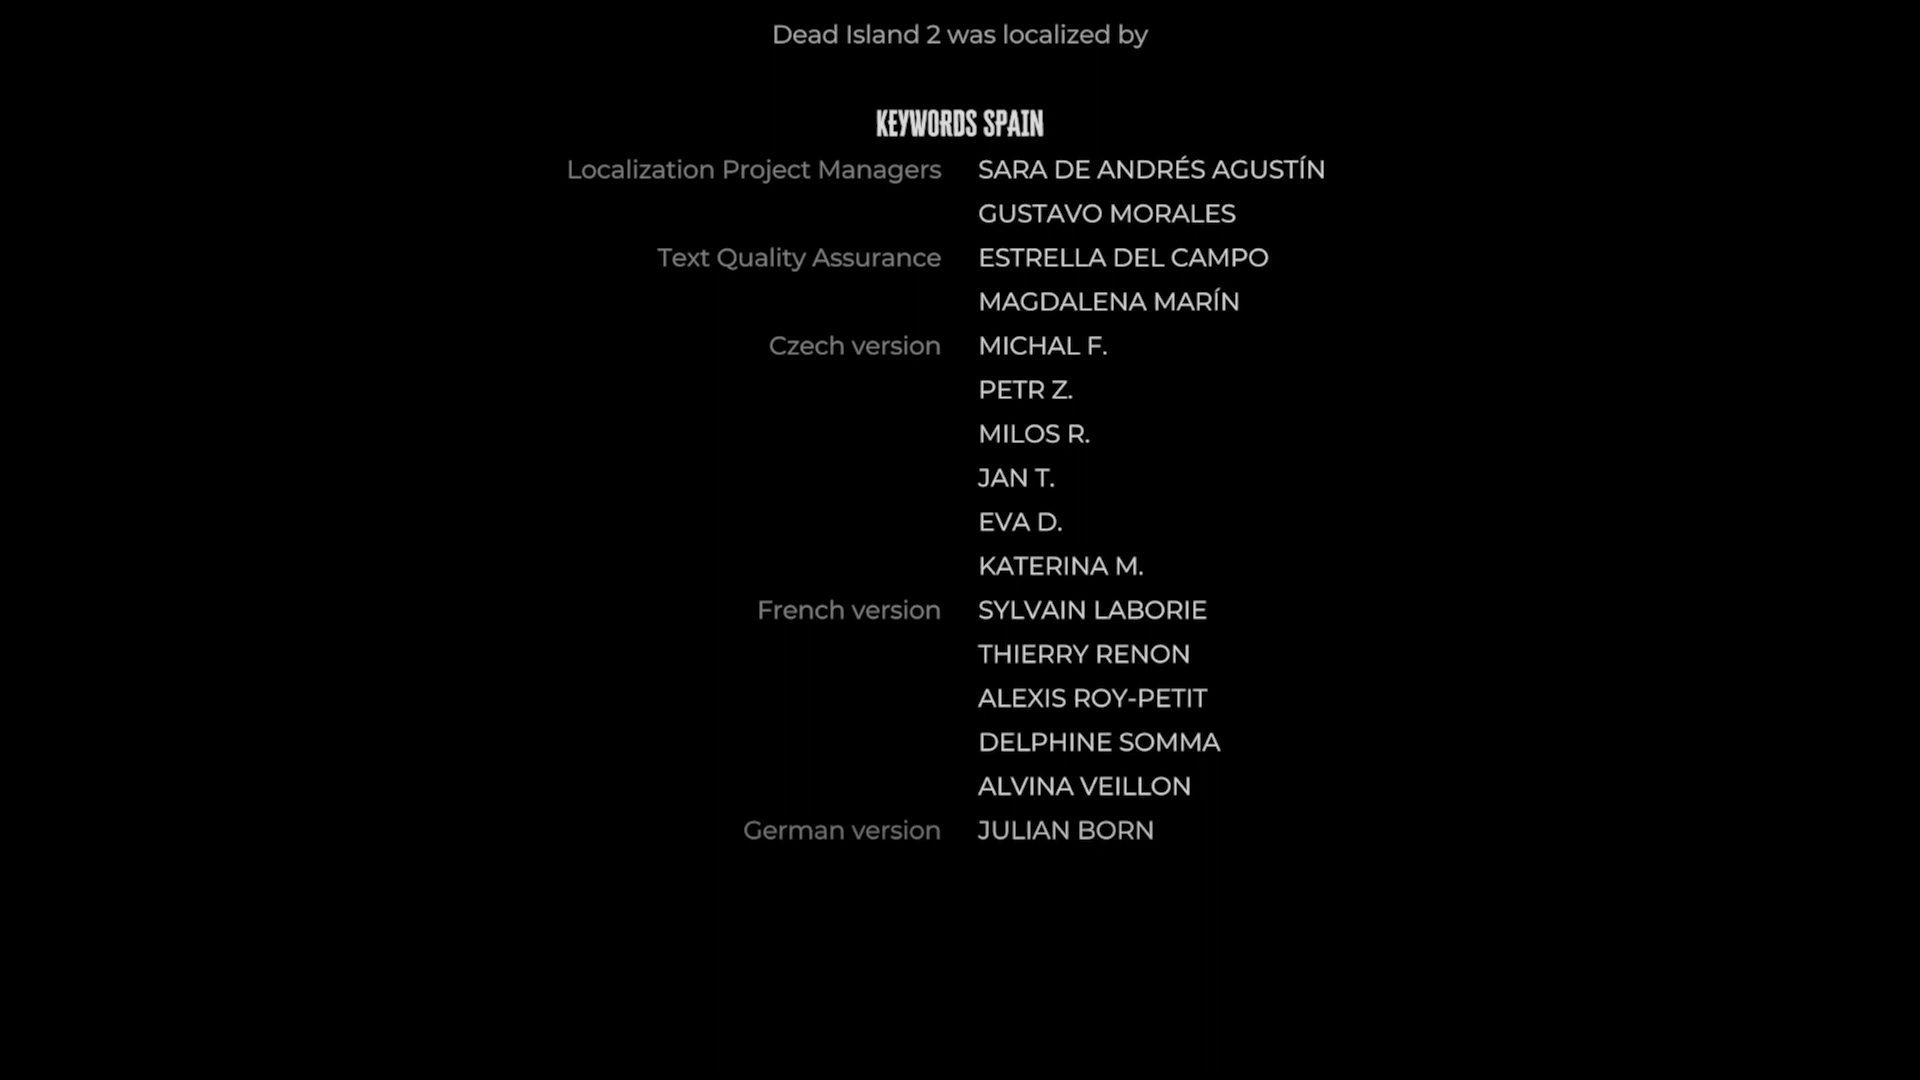 Dead Island 2 was localized by
KEYWORDS SPAIN
Localization Project Managers SARA DE ANDRÉS AGUSTÍN
GUSTAVO MORALES
Text Quality Assurance ESTRELLA DEL CAMPO
MAGDALENA MARÍN
Czech version MICHAL F.
PETR Z.
MILOS R.
JAN T.
EVA D.
KATERINA M.
French version SYLVAIN LABORIE
THIERRY RENON
ALEXIS ROY-PETIT
DELPHINE SOMMA
ALVINA VEILLON
German version JULIAN BORN